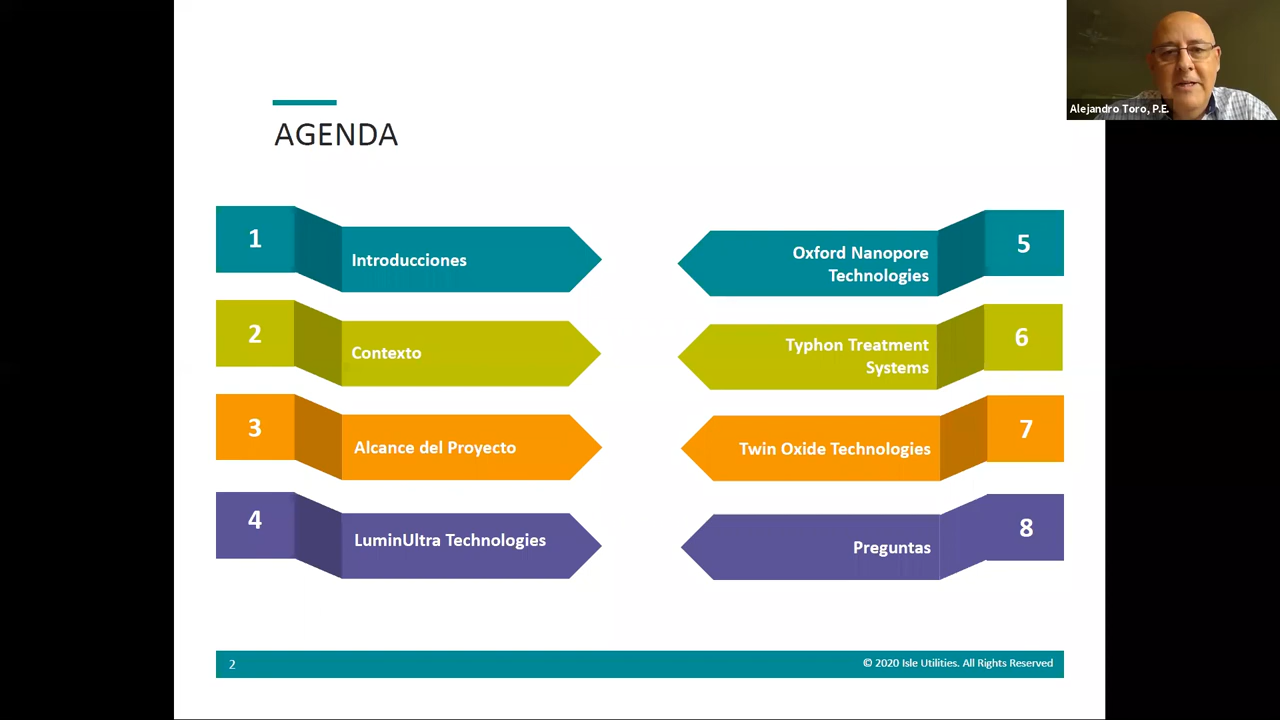 Alejandro Toro, P.E.
AGENDA
1
Introducciones
2
Contexto
3
Alcance del Proyecto
4
LuminUltra Technologies
5
Oxford Nanopore
Technologies
6
Typhon Treatment
Systems
7
Twin Oxide Technologies
8
Preguntas
2
© 2020 Isle Utilities. All Rights Reserved